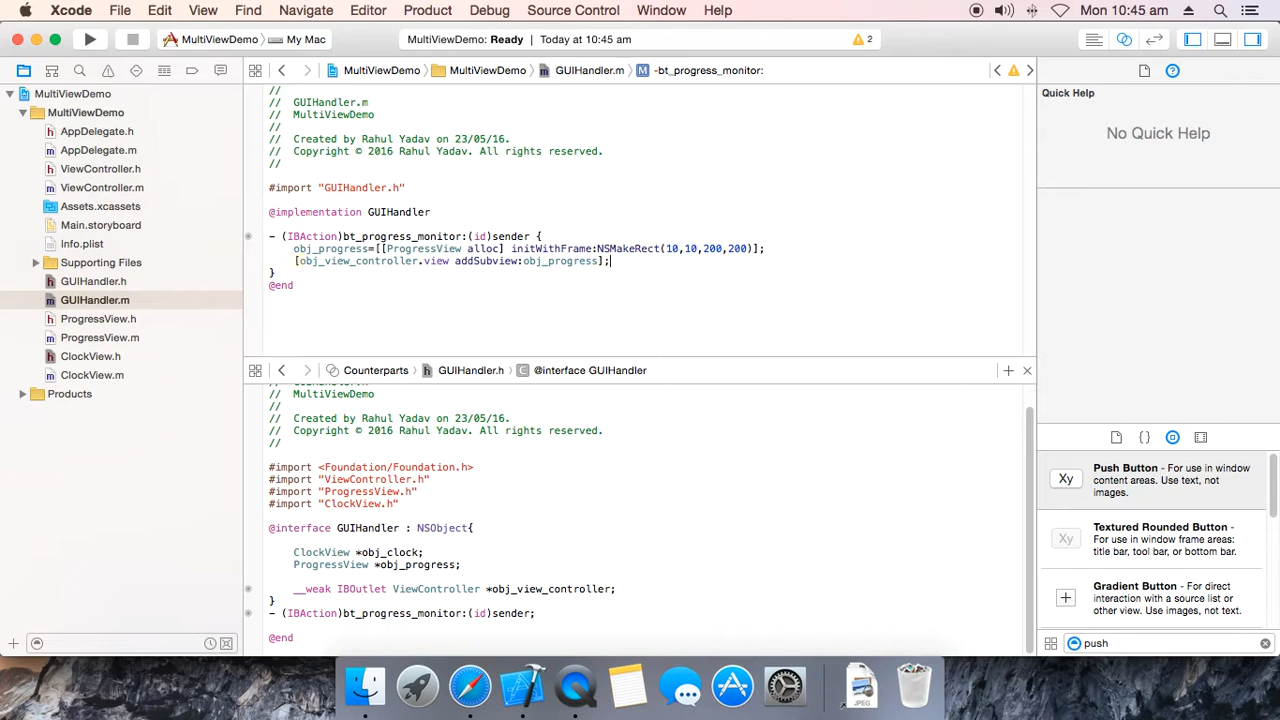 Xcode File Edit View Find Navigate Editor Product Debug Source Control Window Help Mon 10:45 am
MultiViewDemo My Mac MultiViewDemo: Ready Today at 10:45 am 2
MultiViewDemo MultiViewDemo GUIHandler.m M -bt_progress_monitor:
MultiViewDemo
MultiViewDemo
h AppDelegate.h
m AppDelegate.m
h ViewController.h
m ViewController.m
Assets.xcassets
Main.storyboard
Info.plist
Supporting Files
h GUIHandler.h
m GUIHandler.m
h ProgressView.h
m ProgressView.m
h ClockView.h
m ClockView.m
Products
//
// GUIHandler.m
// MultiViewDemo
//
// Created by Rahul Yadav on 23/05/16.
// Copyright © 2016 Rahul Yadav. All rights reserved.
//
#import "GUIHandler.h"
@implementation GUIHandler
- (IBAction)bt_progress_monitor:(id)sender {
obj_progress=[[ProgressView alloc] initWithFrame:NSMakeRect(10,10,200,200)];
[obj_view_controller.view addSubview:obj_progress];
}
@end
Counterparts GUIHandler.h C @interface GUIHandler
// MultiViewDemo
//
// Created by Rahul Yadav on 23/05/16.
// Copyright © 2016 Rahul Yadav. All rights reserved.
//
#import <Foundation/Foundation.h>
#import "ViewController.h"
#import "ProgressView.h"
#import "ClockView.h"
@interface GUIHandler : NSObject{
ClockView *obj_clock;
ProgressView *obj_progress;
__weak IBOutlet ViewController *obj_view_controller;
}
- (IBAction)bt_progress_monitor:(id)sender;
@end
Quick Help
No Quick Help
{}
Xy Push Button - For use in window
content areas. Use text, not
images.
Xy Textured Rounded Button -
For use in window frame areas:
title bar, tool bar, or bottom bar.
Gradient Button - For direct
interaction with a source list or
other view. Use images, not text.
push
JPEG